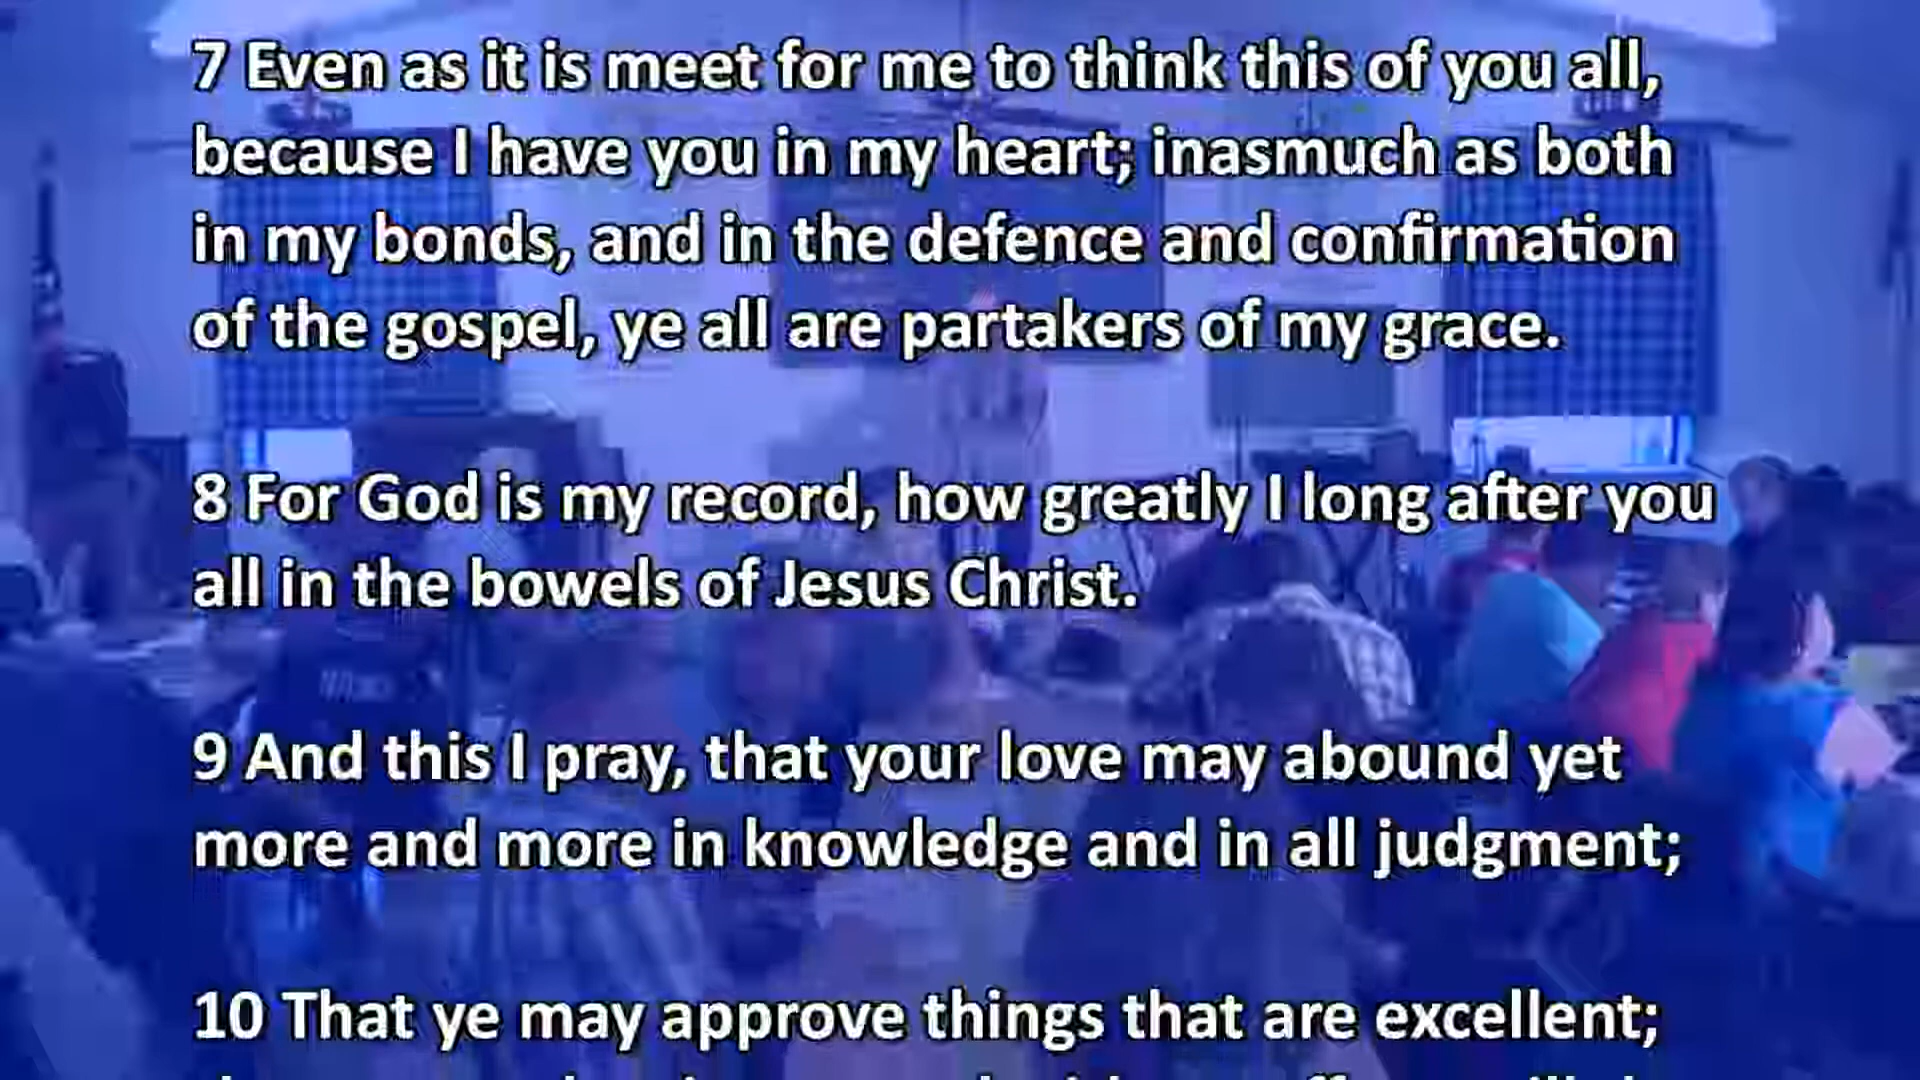 7 Even as it is meet for me to think this of you all,
because I have you in my heart; inasmuch as both
in my bonds, and in the defence and confirmation
of the gospel, ye all are partakers of my grace.
8 For God is my record, how greatly I long after you
all in the bowels of Jesus Christ.
9 And this I pray, that your love may abound yet
more and more in knowledge and in all judgment;
10 That ye may approve things that are excellent;